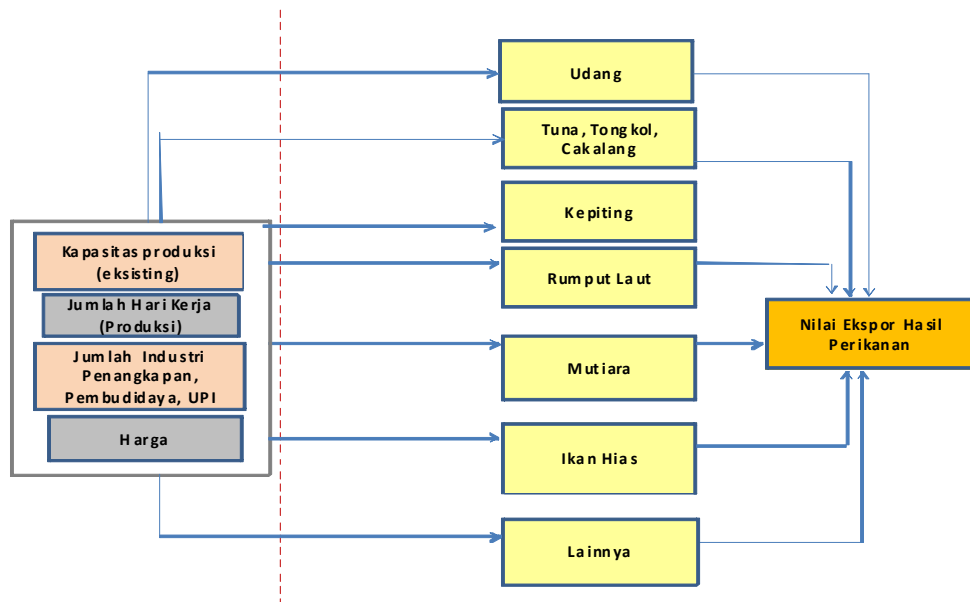 Udang
Tuna, Tongkol,
Cakalang
Kepiting
Kapasitas produksi
(eksisting)
Rumput Laut
Jumlah Hari Kerja
(Produksi)
Nilai Ekspor Hasil
Perikanan
Jumlah Industri
Penangkapan,
Pembudidaya, UPI
Mutiara
Harga
Ikan Hias
Lainnya